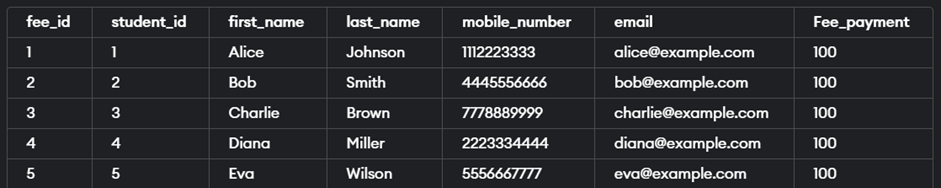 fee_id student_id first_name last_name mobile_number email Fee_payment
1 1 Alice Johnson 1112223333 alice@example.com 100
2 2 Bob Smith 4445556666 bob@example.com 100
3 3 Charlie Brown 7778889999 charlie@example.com 100
4 4 Diana Miller 2223334444 diana@example.com 100
5 5 Eva Wilson 5556667777 eva@example.com 100